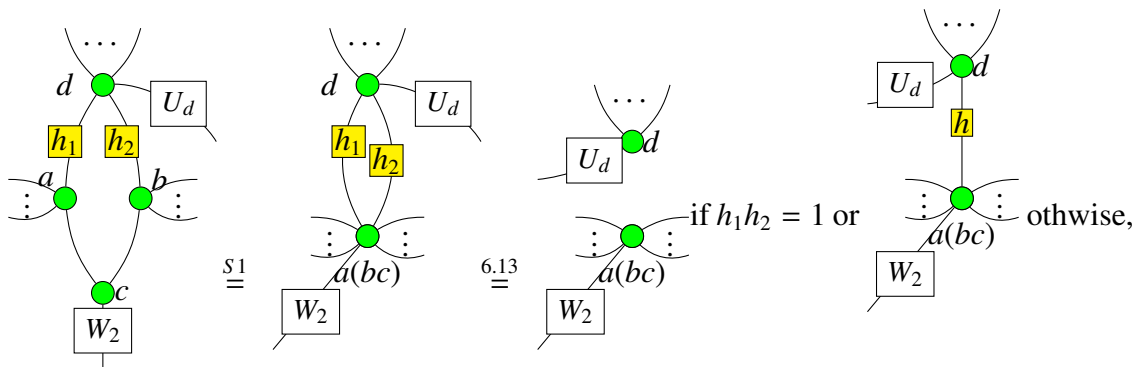 ... ... ... ...
d U_d d U_d ... d U_d d
h_1 h_2 h_1 h_2 U_d d h
a b
⋮ ⋮ ⋮ ⋮ ⋮ ⋮ if h_1h_2 = 1 or ⋮ ⋮ othwise,
c S1 = a(bc) 6.13 = a(bc) a(bc)
W_2 W_2 W_2 W_2